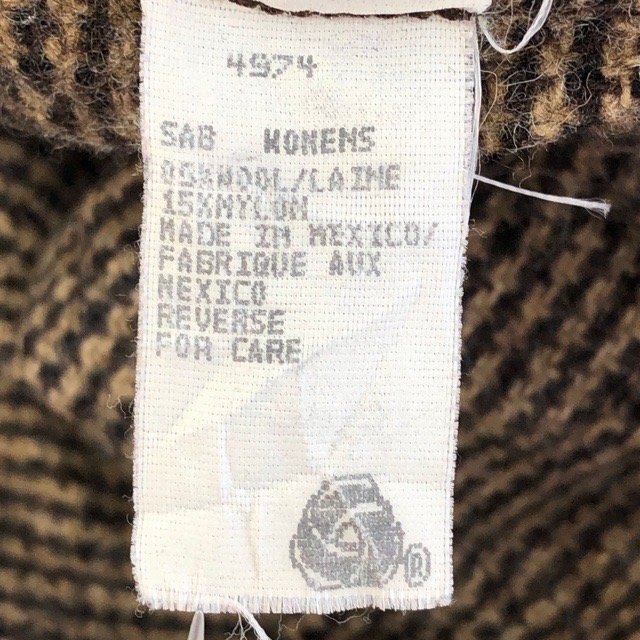 4974
SAB WOMENS
85%WOOL/LAINE
15%NYLON
MADE IN MEXICO/
FABRIQUE AUX
MEXICO
REVERSE
FOR CARE
®